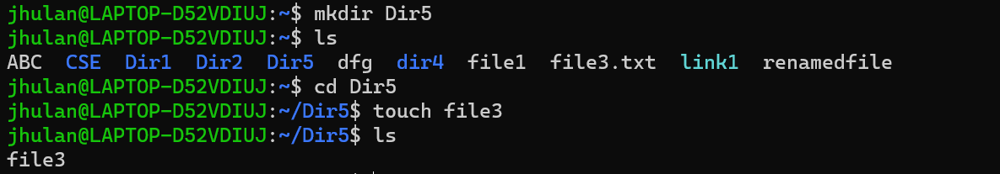 jhulan@LAPTOP-D52VDIUJ:~$ mkdir Dir5
jhulan@LAPTOP-D52VDIUJ:~$ ls
ABC  CSE  Dir1  Dir2  Dir5  dfg  dir4  file1  file3.txt  link1  renamedfile
jhulan@LAPTOP-D52VDIUJ:~$ cd Dir5
jhulan@LAPTOP-D52VDIUJ:~/Dir5$ touch file3
jhulan@LAPTOP-D52VDIUJ:~/Dir5$ ls
file3